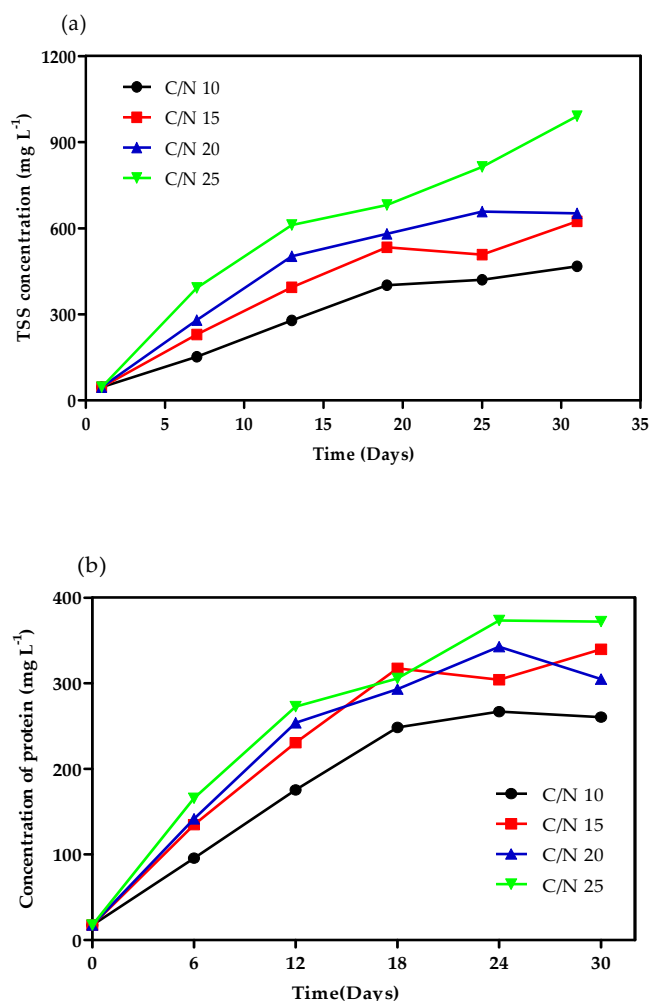 (a)
1200
900
600
300
0
TSS concentration (mg L⁻¹)
C/N 10
C/N 15
C/N 20
C/N 25
0 5 10 15 20 25 30 35
Time (Days)
(b)
400
300
200
100
0
Concentration of protein (mg L⁻¹)
C/N 10
C/N 15
C/N 20
C/N 25
0 6 12 18 24 30
Time(Days)